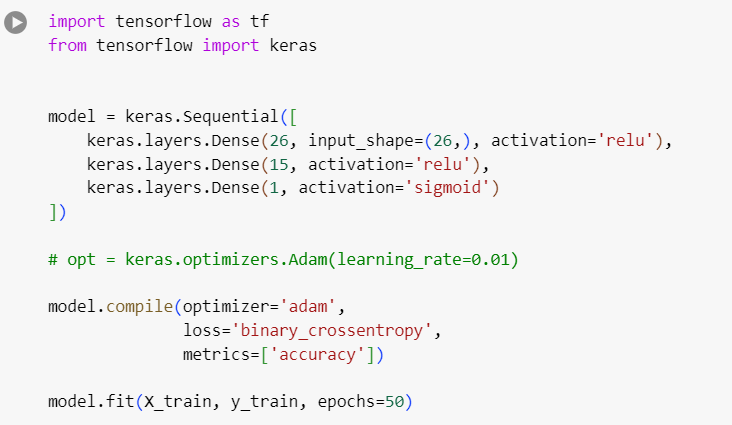 import tensorflow as tf
from tensorflow import keras
model = keras.Sequential([
    keras.layers.Dense(26, input_shape=(26,), activation='relu'),
    keras.layers.Dense(15, activation='relu'),
    keras.layers.Dense(1, activation='sigmoid')
])
# opt = keras.optimizers.Adam(learning_rate=0.01)
model.compile(optimizer='adam',
              loss='binary_crossentropy',
              metrics=['accuracy'])
model.fit(X_train, y_train, epochs=50)